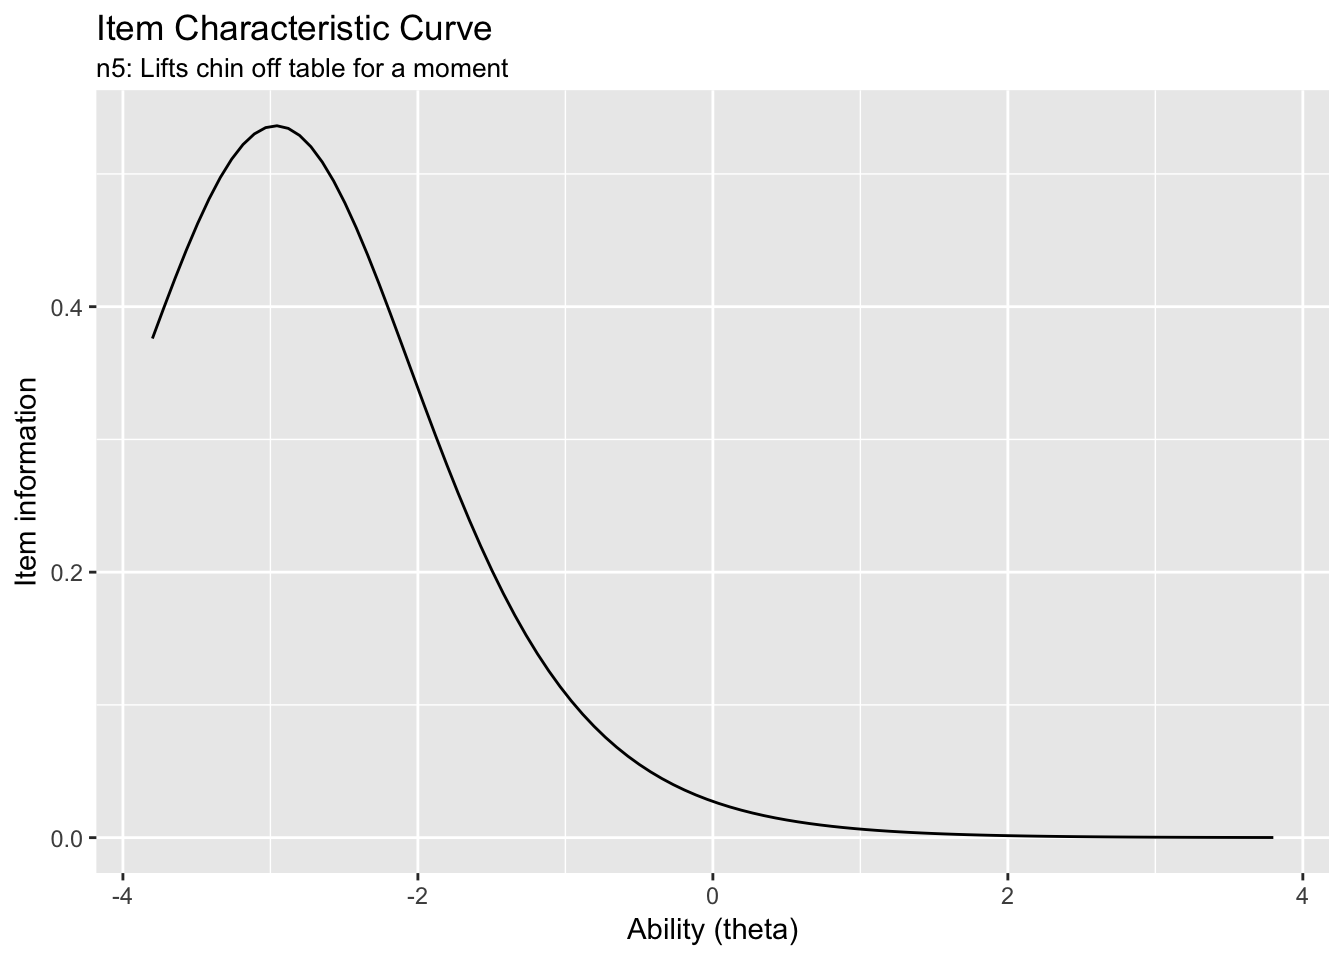 Item Characteristic Curve
n5: Lifts chin off table for a moment
Item information
0.4
0.2
0.0
-4 -2 0 2 4
Ability (theta)